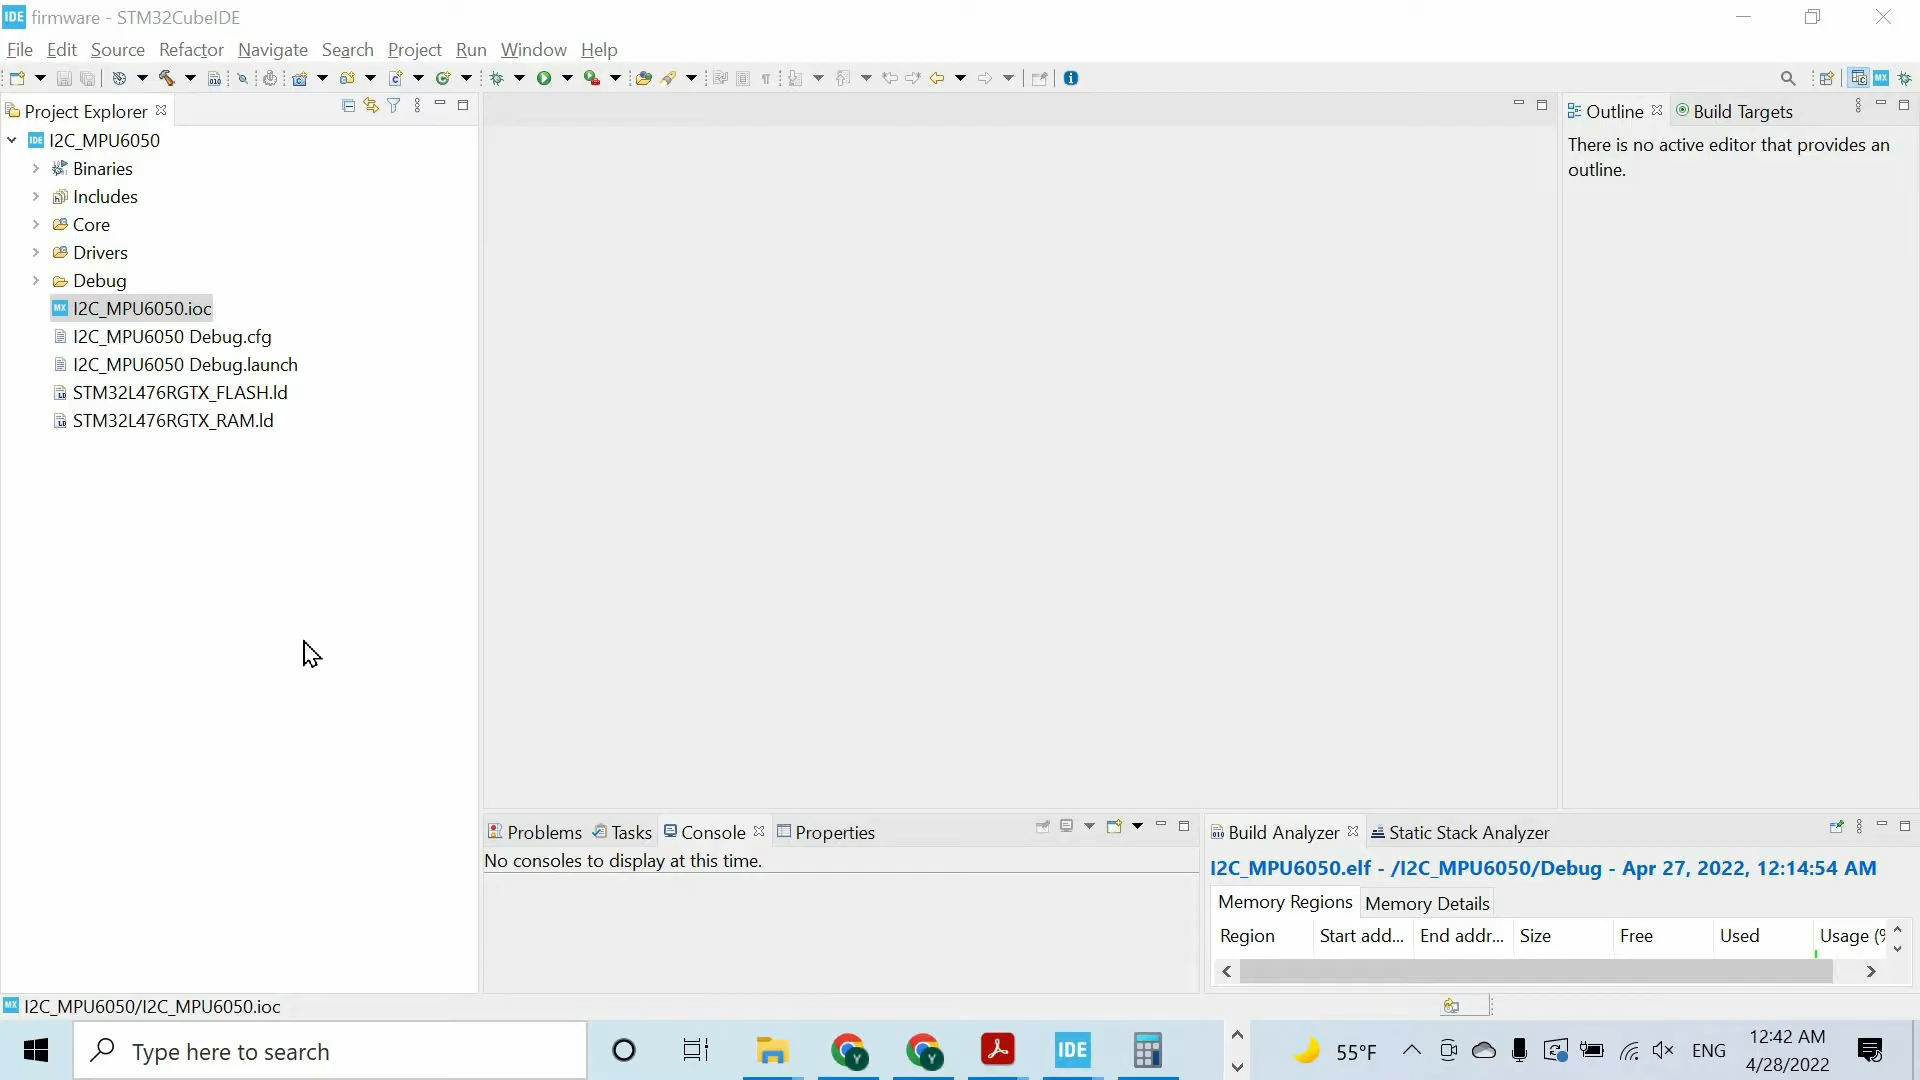 IDE firmware - STM32CubeIDE
File Edit Source Refactor Navigate Search Project Run Window Help
Project Explorer
IDE I2C_MPU6050
Binaries
Includes
Core
Drivers
Debug
MX I2C_MPU6050.ioc
I2C_MPU6050 Debug.cfg
I2C_MPU6050 Debug.launch
STM32L476RGTX_FLASH.ld
STM32L476RGTX_RAM.ld
Outline Build Targets
There is no active editor that provides an
outline.
Problems Tasks Console Properties
No consoles to display at this time.
Build Analyzer Static Stack Analyzer
I2C_MPU6050.elf - /I2C_MPU6050/Debug - Apr 27, 2022, 12:14:54 AM
Memory Regions Memory Details
Region Start add... End addr... Size Free Used Usage (%
MX I2C_MPU6050/I2C_MPU6050.ioc
Type here to search
IDE
55°F
ENG
12:42 AM
4/28/2022